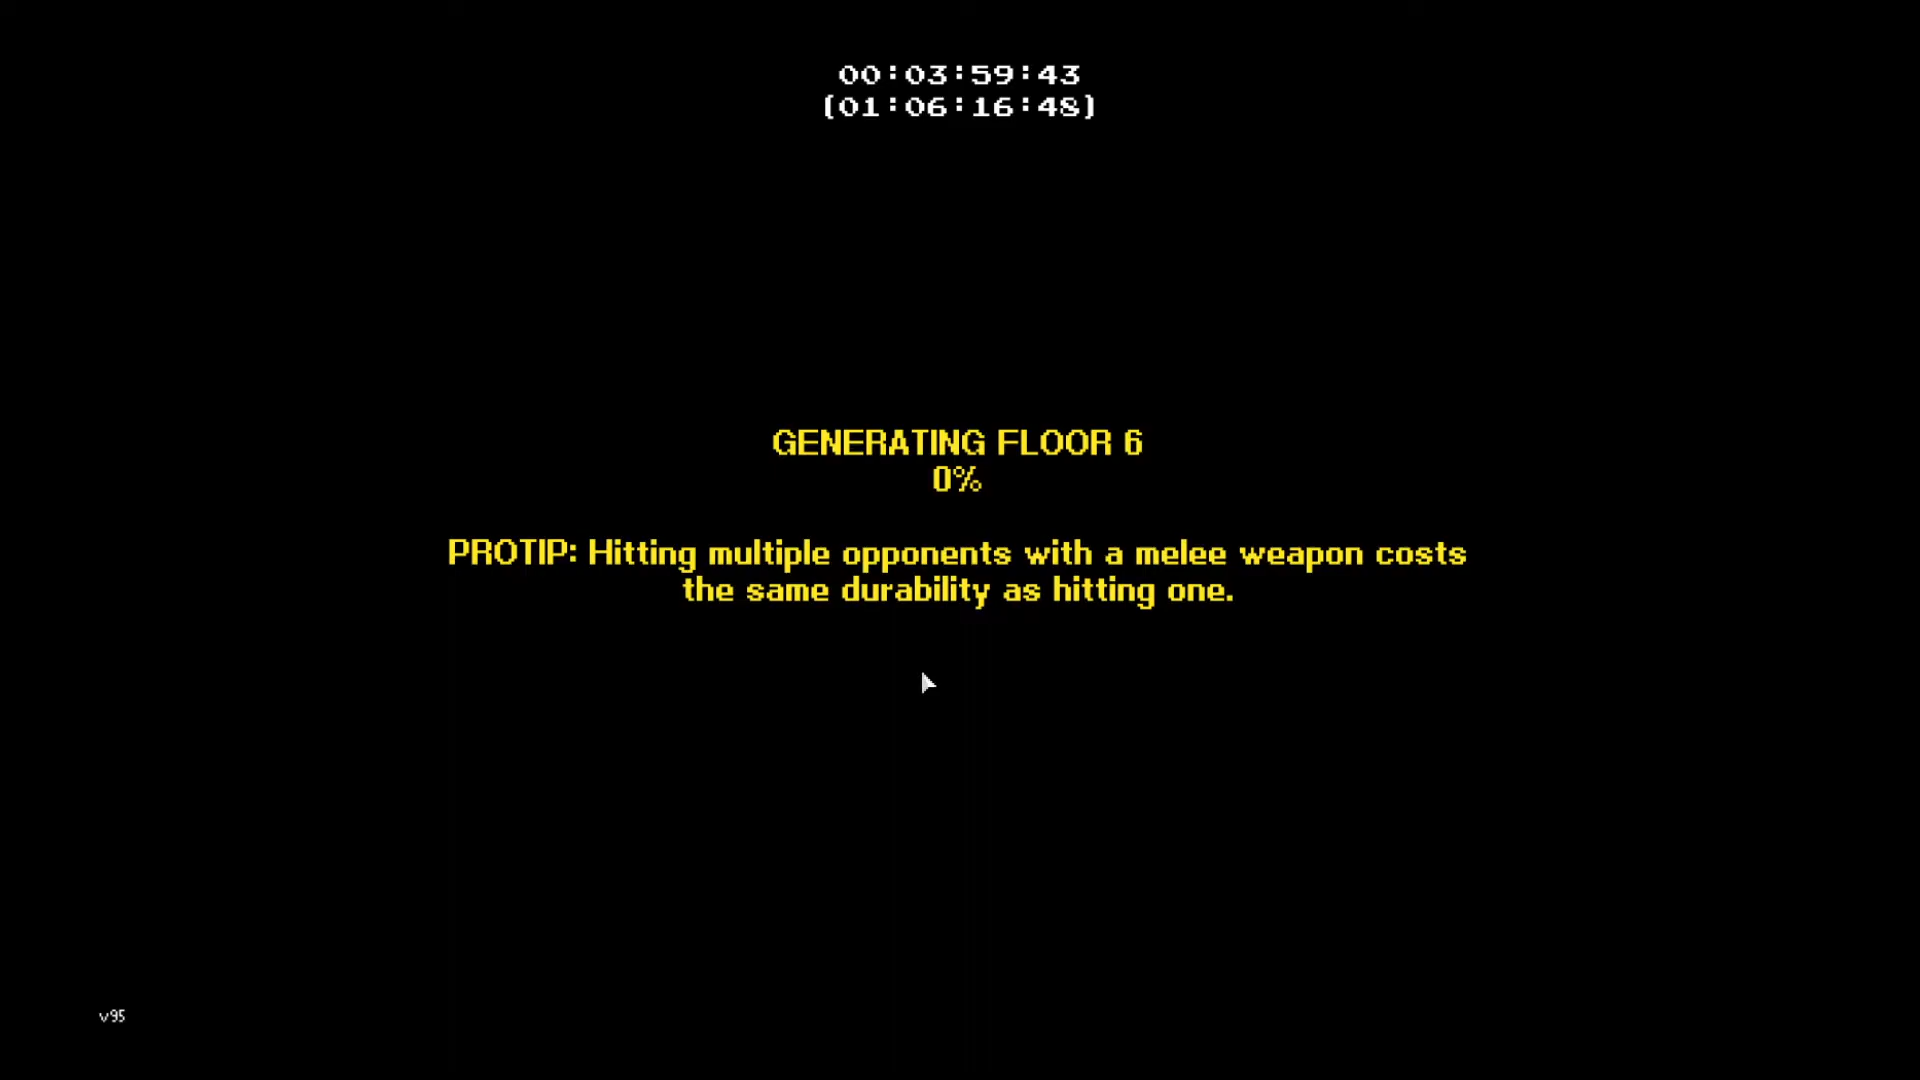 00:03:59:43
(01:06:16:48)
GENERATING FLOOR 6
0%
PROTIP: Hitting multiple opponents with a melee weapon costs
the same durability as hitting one.
v95